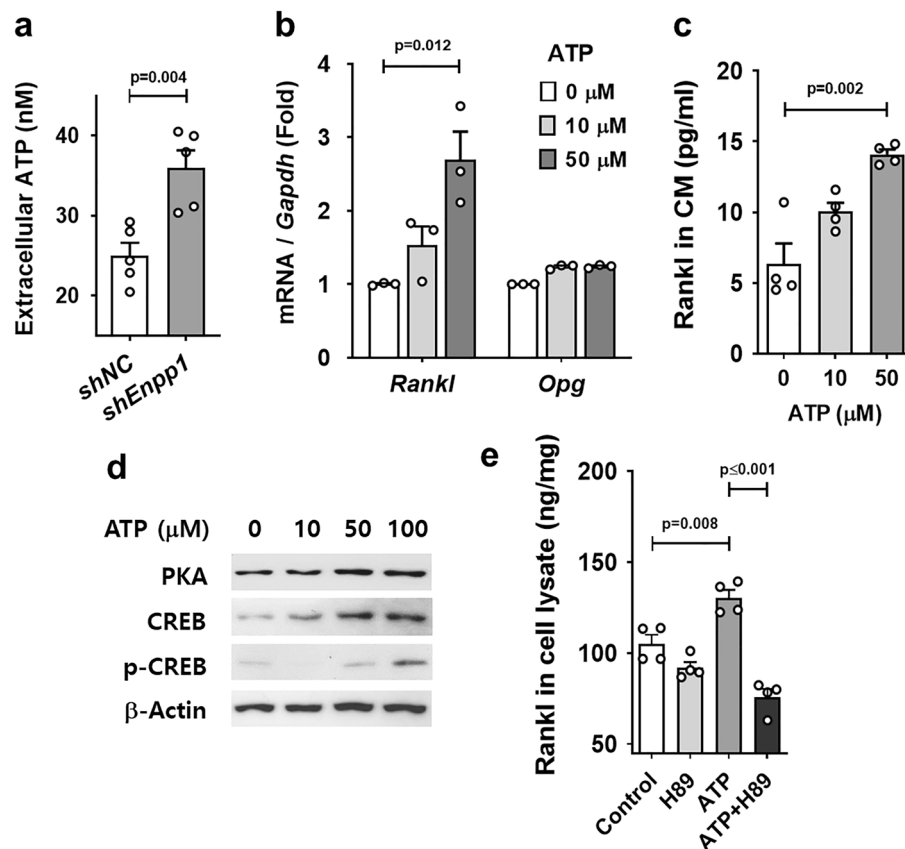 a
Extracellular ATP (nM)
p=0.004
40
30
20
shNC
shEnpp1
b
mRNA / Gapdh (Fold)
p=0.012
4
3
2
1
0
Rankl
Opg
ATP
0 μM
10 μM
50 μM
c
Rankl in CM (pg/ml)
p=0.002
20
15
10
5
0
0 10 50
ATP (μM)
d
ATP (μM) 0 10 50 100
PKA
CREB
p-CREB
β-Actin
e
Rankl in cell lysate (ng/mg)
200
150
100
50
p≤0.001
p=0.008
Control
H89
ATP
ATP+H89